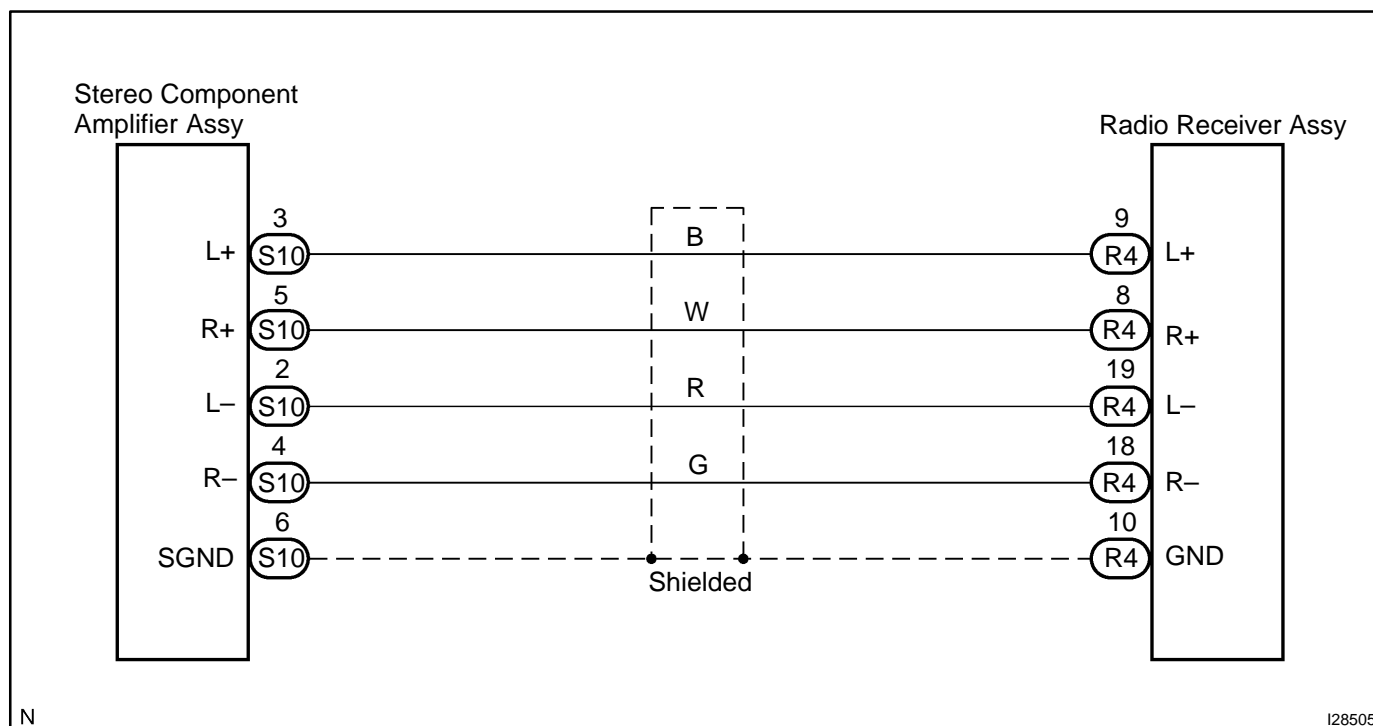 Stereo Component
Amplifier Assy
Radio Receiver Assy
3
9
B
L+
S10
R4
L+
5
8
W
R+
S10
R4
R+
2
19
R
L–
S10
R4
L–
4
18
G
R–
S10
R4
R–
6
10
SGND
S10
R4
GND
Shielded
N
I28505